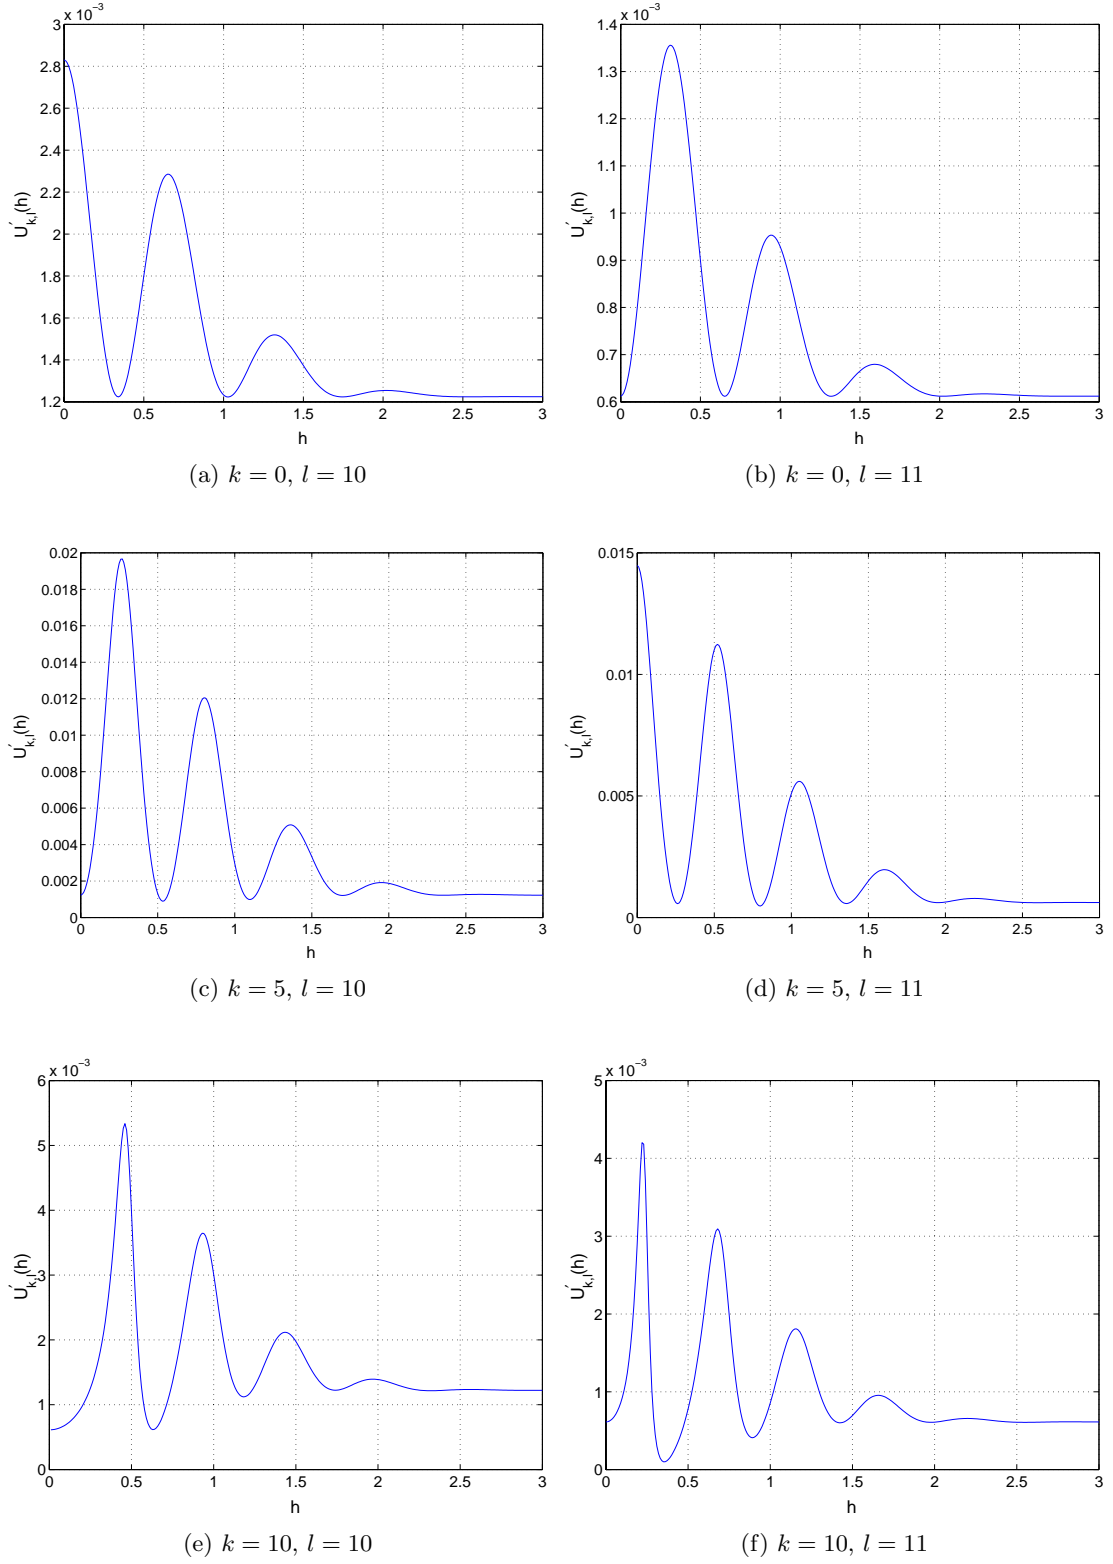 x 10⁻³
3
2.8
2.6
2.4
2.2
2
1.8
1.6
1.4
1.2
U′k,l(h)
0 0.5 1 1.5 2 2.5 3
h
(a) k = 0, l = 10
x 10⁻³
1.4
1.3
1.2
1.1
1
0.9
0.8
0.7
0.6
U′k,l(h)
0 0.5 1 1.5 2 2.5 3
h
(b) k = 0, l = 11
0.02
0.018
0.016
0.014
0.012
0.01
0.008
0.006
0.004
0.002
0
U′k,l(h)
0 0.5 1 1.5 2 2.5 3
h
(c) k = 5, l = 10
0.015
0.01
0.005
0
U′k,l(h)
0 0.5 1 1.5 2 2.5 3
h
(d) k = 5, l = 11
x 10⁻³
6
5
4
3
2
1
0
U′k,l(h)
0 0.5 1 1.5 2 2.5 3
h
(e) k = 10, l = 10
x 10⁻³
5
4
3
2
1
0
U′k,l(h)
0 0.5 1 1.5 2 2.5 3
h
(f) k = 10, l = 11